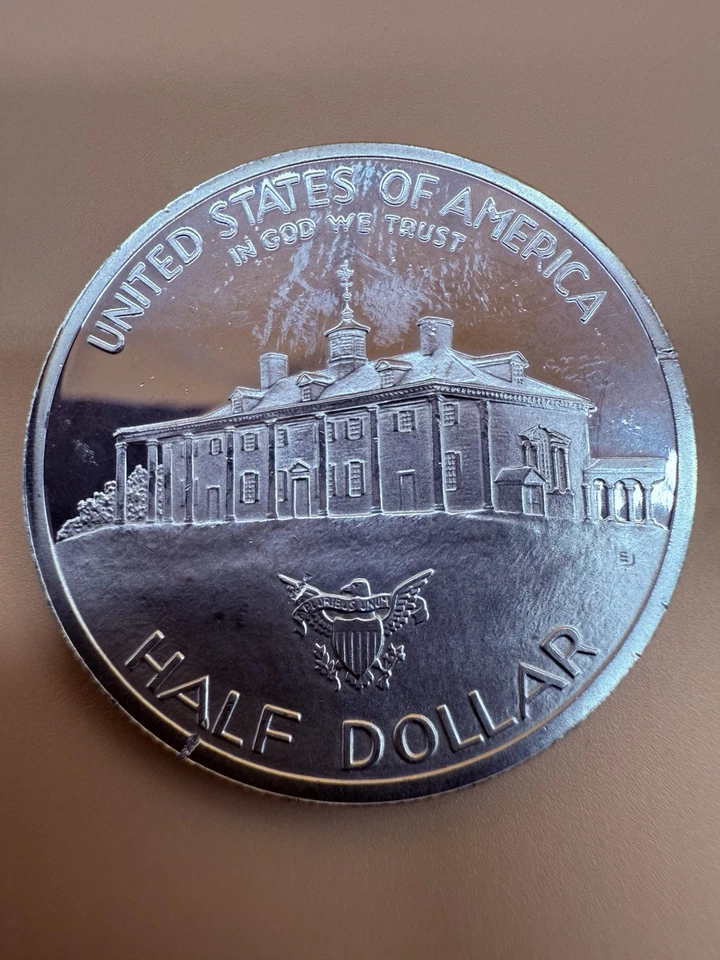 UNITED STATES OF AMERICA
IN GOD WE TRUST
PLURIBUS UNUM
HALF DOLLAR